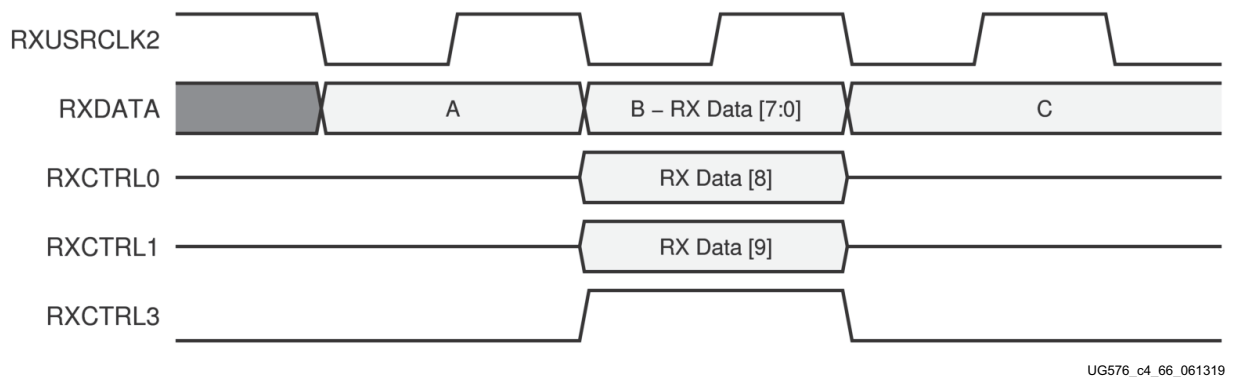 RXUSRCLK2
RXDATA A B – RX Data [7:0] C
RXCTRL0 RX Data [8]
RXCTRL1 RX Data [9]
RXCTRL3
UG576_c4_66_061319